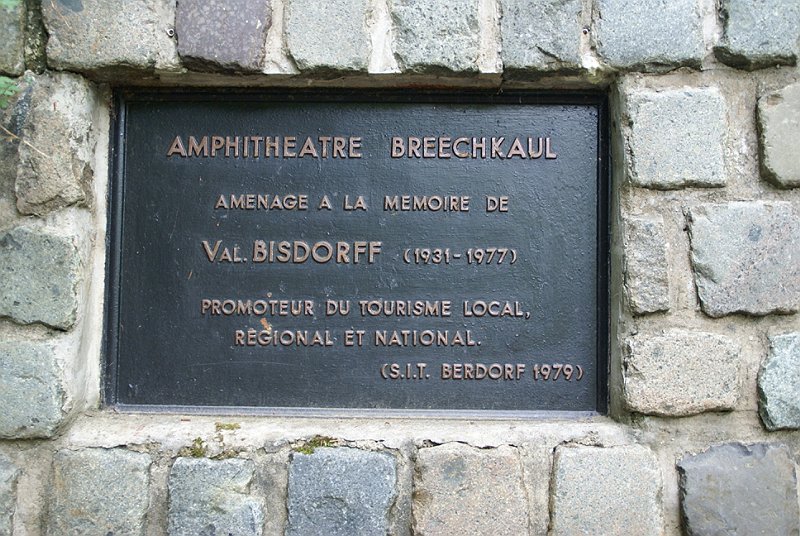 AMPHITHEATRE BREECHKAUL
AMENAGE A LA MEMOIRE DE
VAL. BISDORFF (1931-1977)
PROMOTEUR DU TOURISME LOCAL,
REGIONAL ET NATIONAL.
(S.I.T. BERDORF 1979)